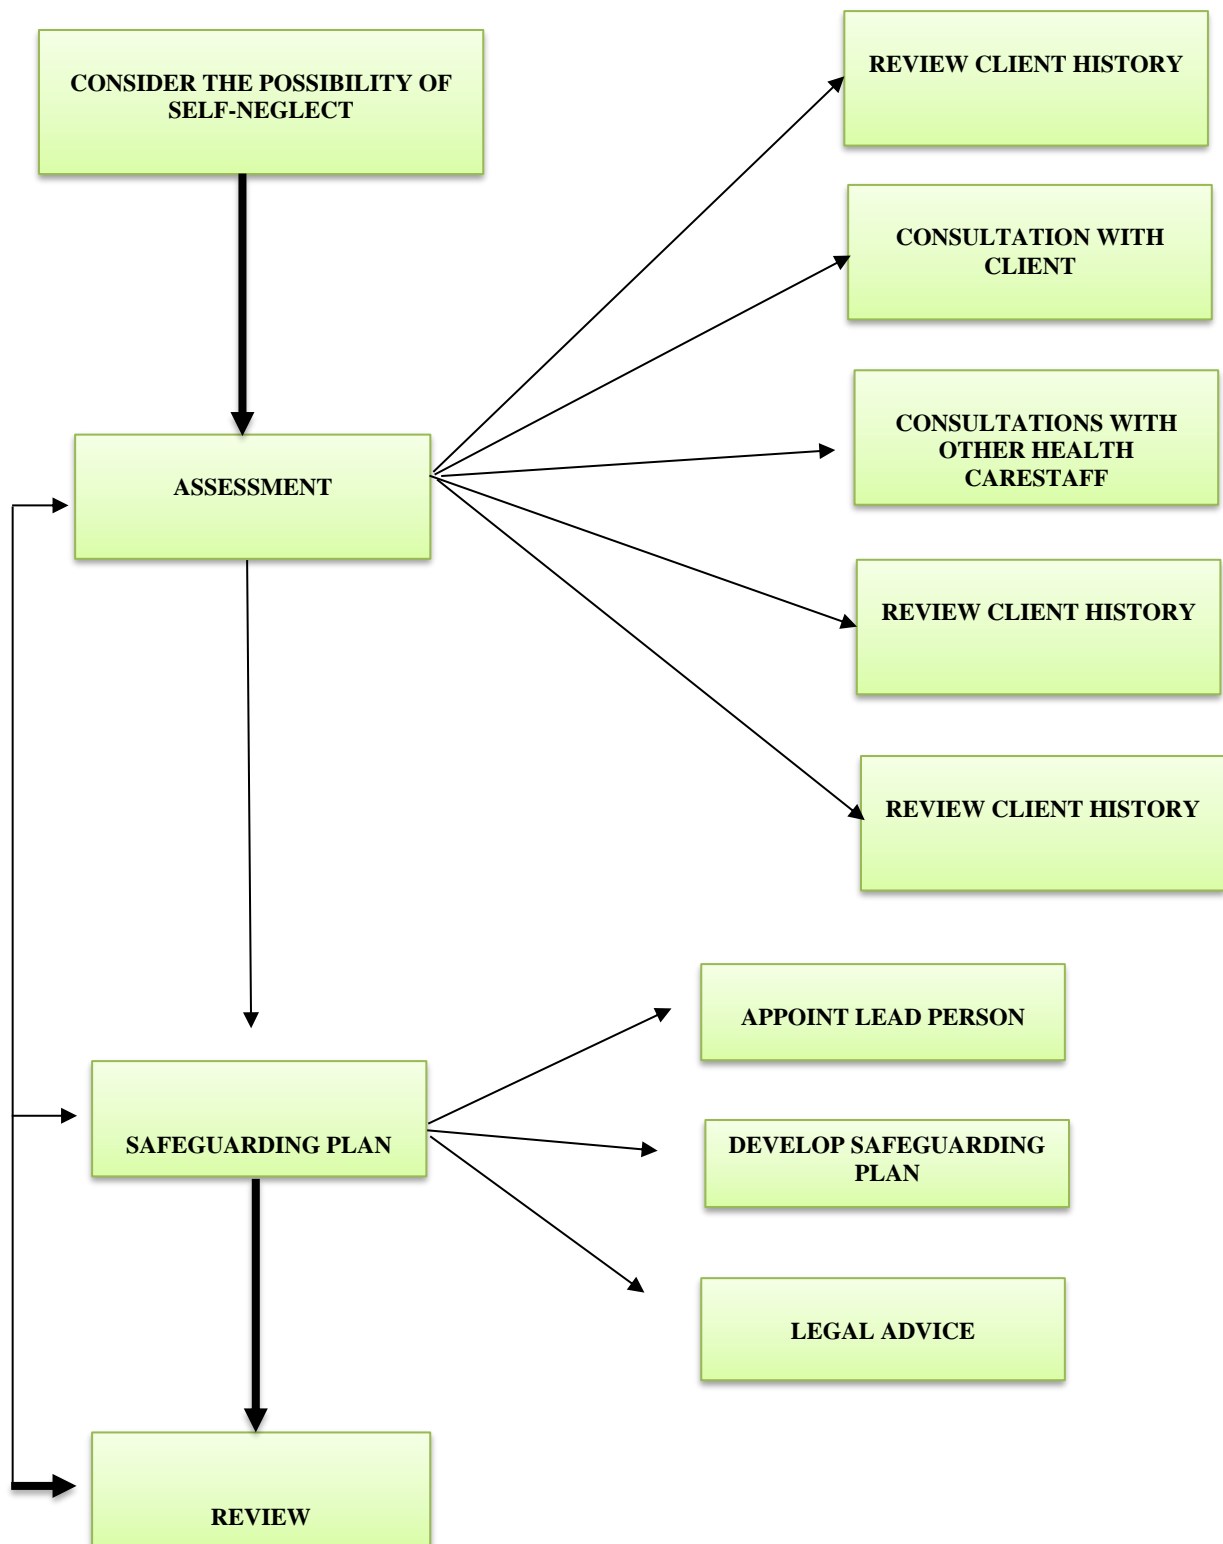 CONSIDER THE POSSIBILITY OF
SELF-NEGLECT
REVIEW CLIENT HISTORY
CONSULTATION WITH
CLIENT
CONSULTATIONS WITH
OTHER HEALTH
CARESTAFF
ASSESSMENT
REVIEW CLIENT HISTORY
REVIEW CLIENT HISTORY
APPOINT LEAD PERSON
SAFEGUARDING PLAN
DEVELOP SAFEGUARDING
PLAN
LEGAL ADVICE
REVIEW